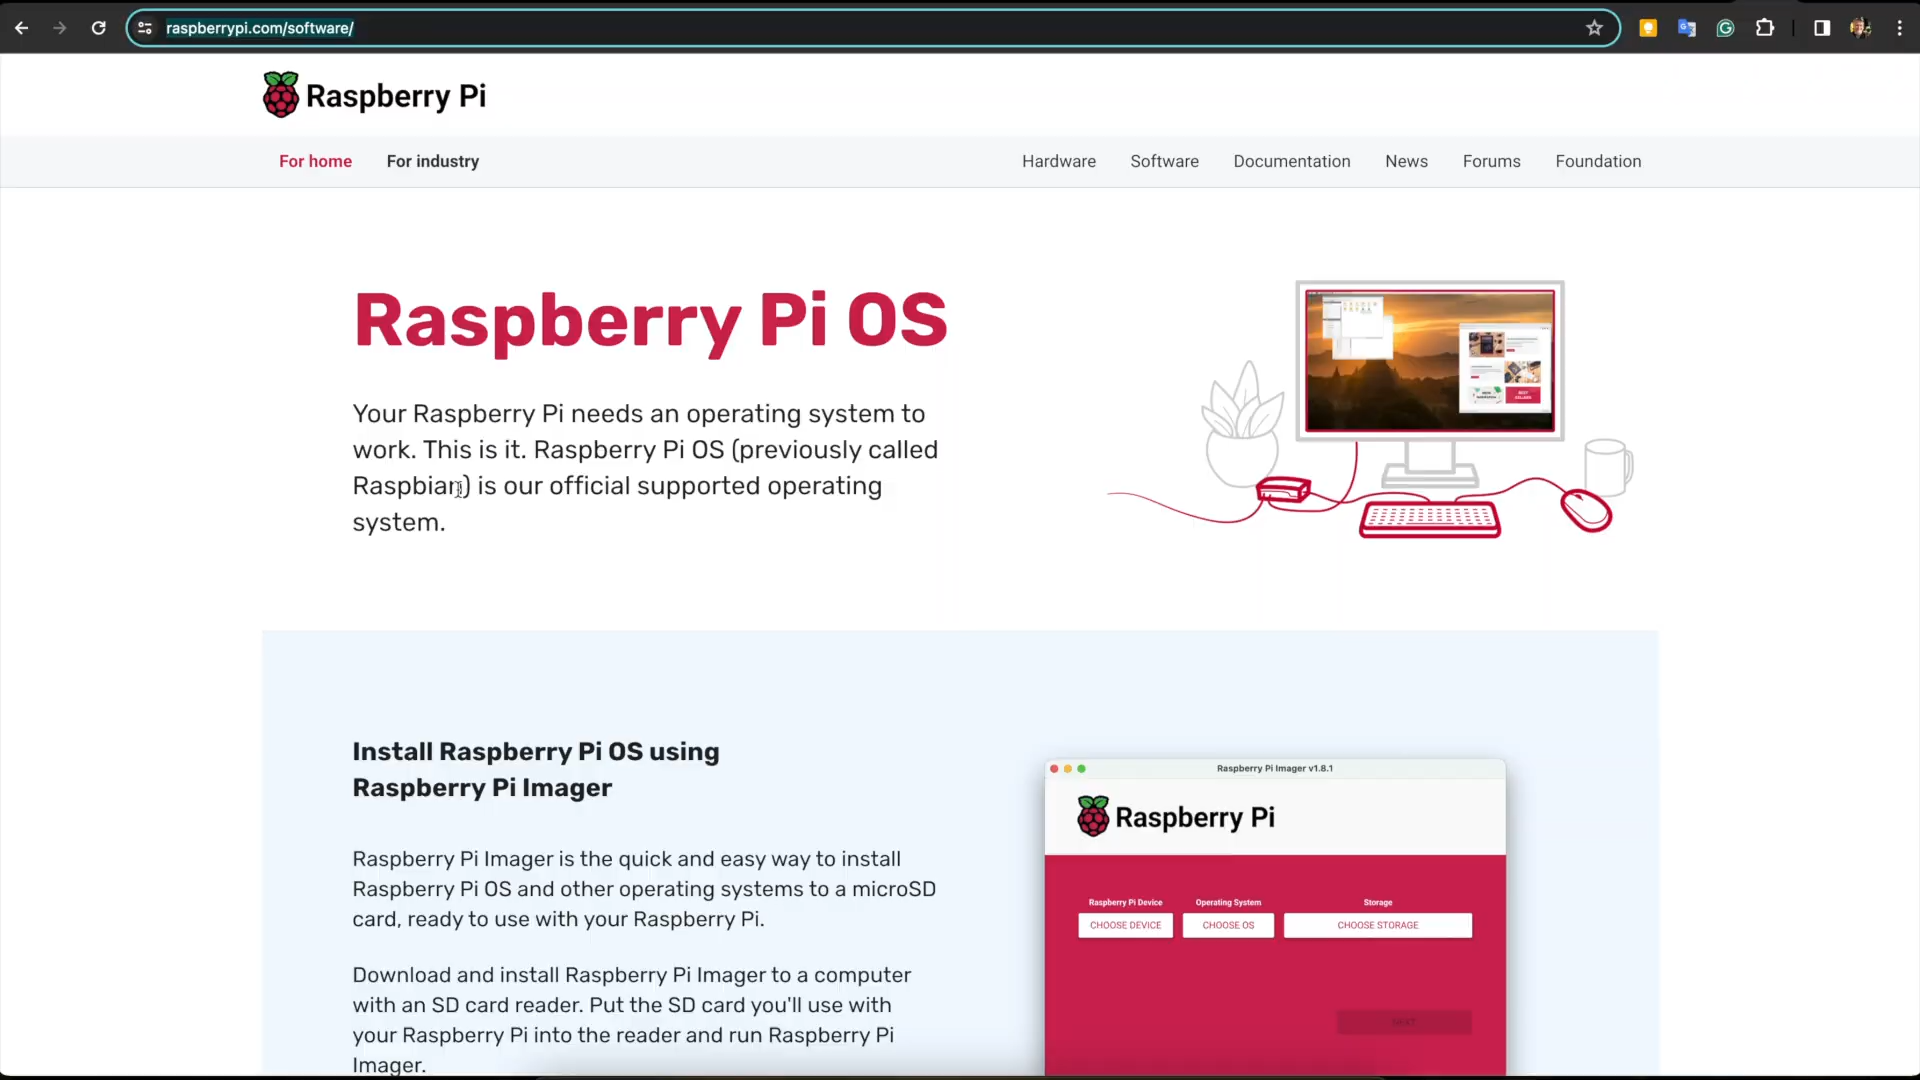 raspberrypi.com/software/
Raspberry Pi
For home For industry Hardware Software Documentation News Forums Foundation
Raspberry Pi OS
Your Raspberry Pi needs an operating system to
work. This is it. Raspberry Pi OS (previously called
Raspbian) is our official supported operating
system.
Install Raspberry Pi OS using
Raspberry Pi Imager
Raspberry Pi Imager is the quick and easy way to install
Raspberry Pi OS and other operating systems to a microSD
card, ready to use with your Raspberry Pi.
Download and install Raspberry Pi Imager to a computer
with an SD card reader. Put the SD card you'll use with
your Raspberry Pi into the reader and run Raspberry Pi
Imager.
Raspberry Pi Imager v1.8.1
Raspberry Pi
Raspberry Pi Device Operating System Storage
CHOOSE DEVICE CHOOSE OS CHOOSE STORAGE
NEXT